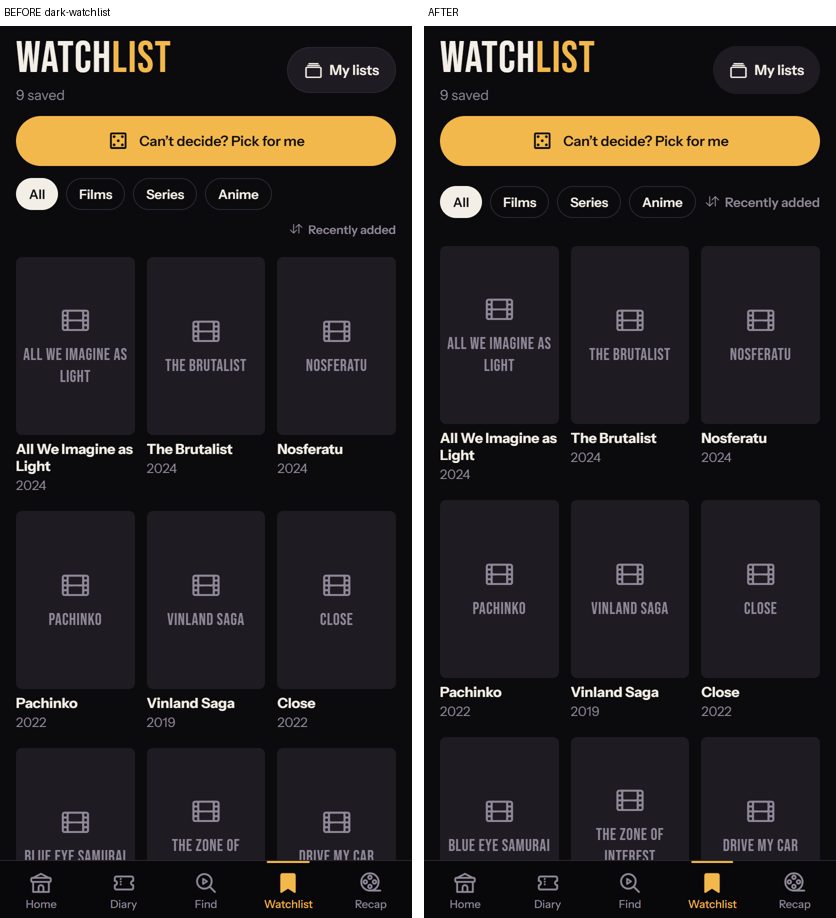 BEFORE dark-watchlist
WATCHLIST
My lists
9 saved
Can't decide? Pick for me
All Films Series Anime
Recently added
ALL WE IMAGINE AS
LIGHT
THE BRUTALIST
NOSFERATU
All We Imagine as
Light
2024
The Brutalist
2024
Nosferatu
2024
PACHINKO
VINLAND SAGA
CLOSE
Pachinko
2022
Vinland Saga
2019
Close
2022
BLUE EYE SAMURAI
THE ZONE OF
DRIVE MY CAR
Home Diary Find Watchlist Recap
AFTER
WATCHLIST
My lists
9 saved
Can't decide? Pick for me
All Films Series Anime Recently added
ALL WE IMAGINE AS
LIGHT
THE BRUTALIST
NOSFERATU
All We Imagine as
Light
2024
The Brutalist
2024
Nosferatu
2024
PACHINKO
VINLAND SAGA
CLOSE
Pachinko
2022
Vinland Saga
2019
Close
2022
BLUE EYE SAMURAI
THE ZONE OF
INTEREST
DRIVE MY CAR
Home Diary Find Watchlist Recap